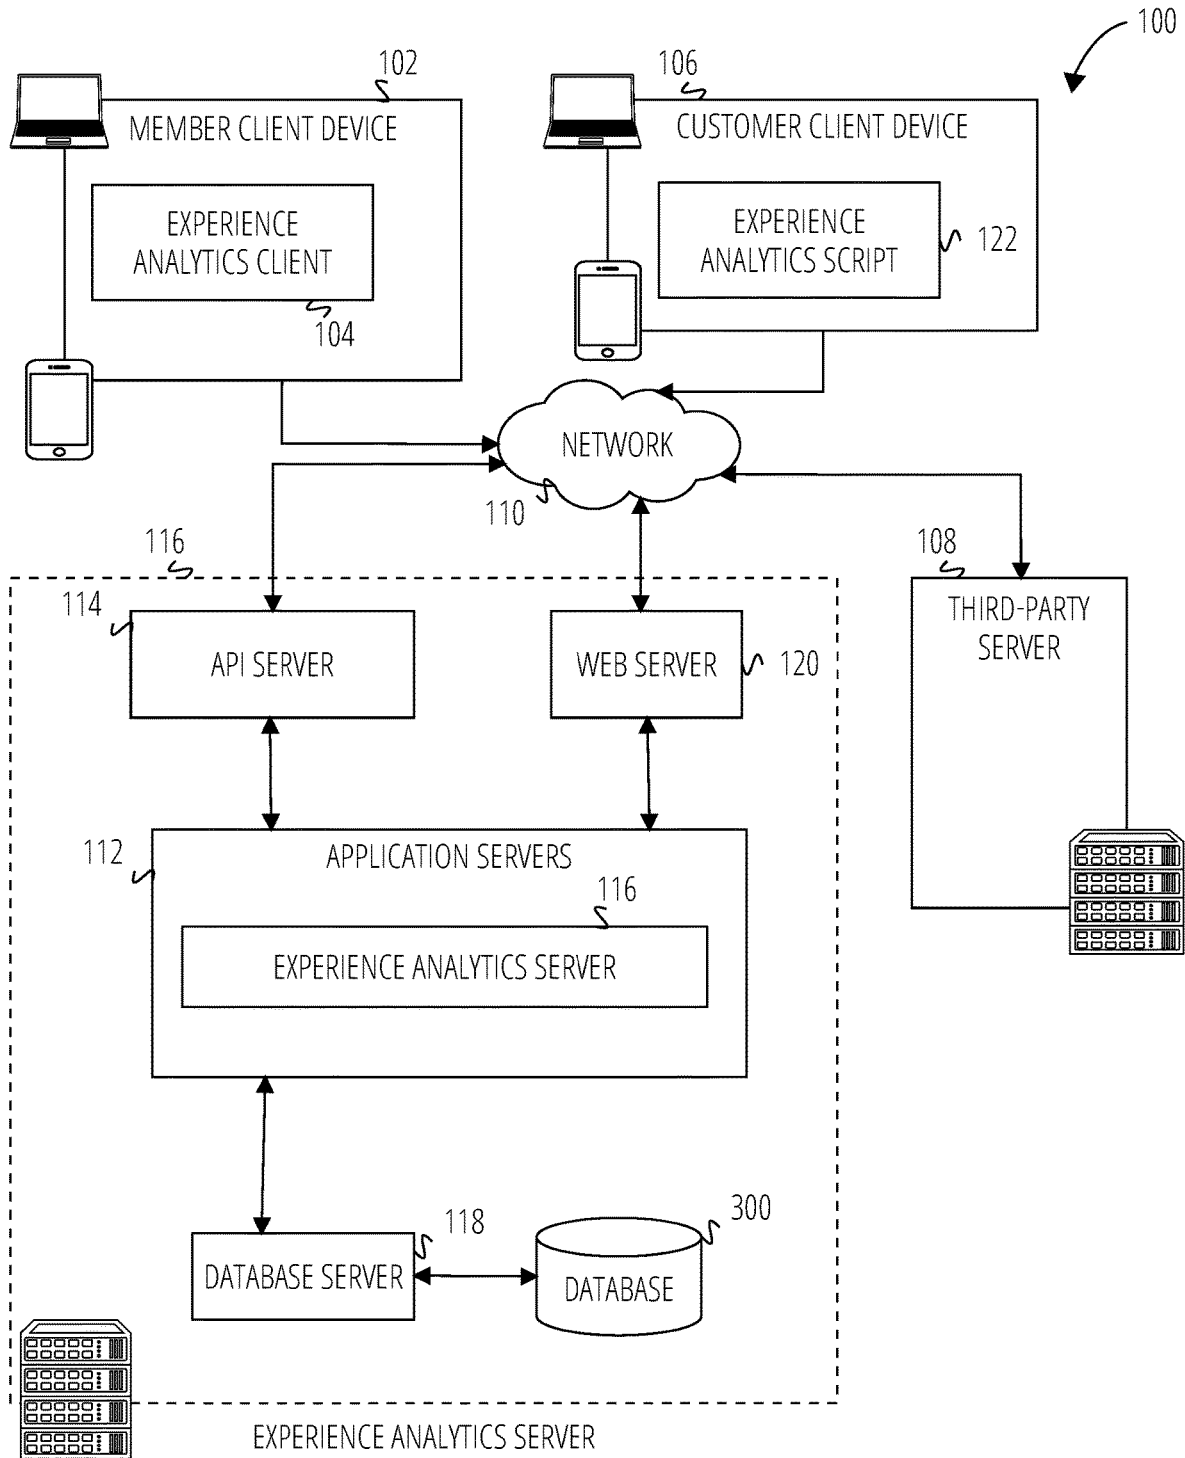 100
102
MEMBER CLIENT DEVICE
EXPERIENCE
ANALYTICS CLIENT
104
106
CUSTOMER CLIENT DEVICE
EXPERIENCE
ANALYTICS SCRIPT
122
NETWORK
110
116
114
API SERVER
WEB SERVER
120
108
THIRD-PARTY
SERVER
112
APPLICATION SERVERS
116
EXPERIENCE ANALYTICS SERVER
118
DATABASE SERVER
300
DATABASE
EXPERIENCE ANALYTICS SERVER